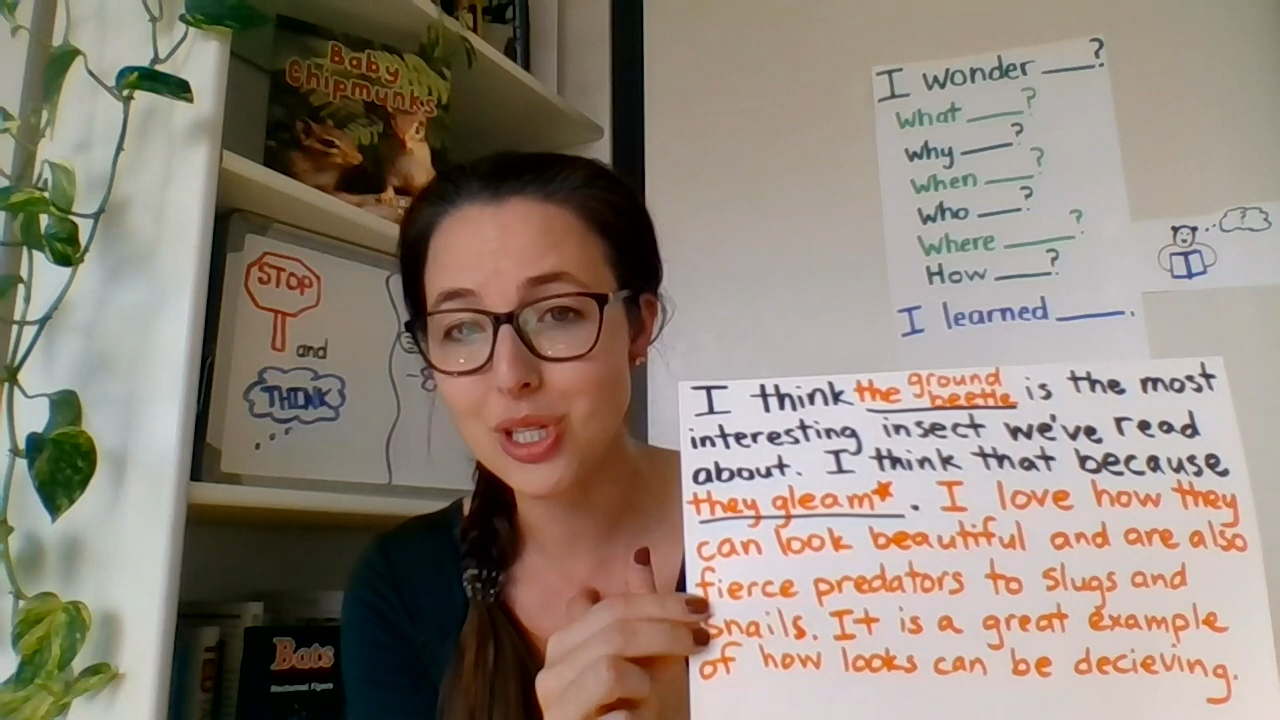 Baby
Chipmunks
STOP
and
THINK
Bats
Nocturnal Flyers
I wonder ___?
What ___?
Why ___?
When ___?
Who ___?
Where ___?
How ___?
I learned ___.
?
I think the ground beetle is the most
interesting insect we've read
about. I think that because
they gleam*. I love how they
can look beautiful and are also
fierce predators to slugs and
snails. It is a great example
of how looks can be decieving.